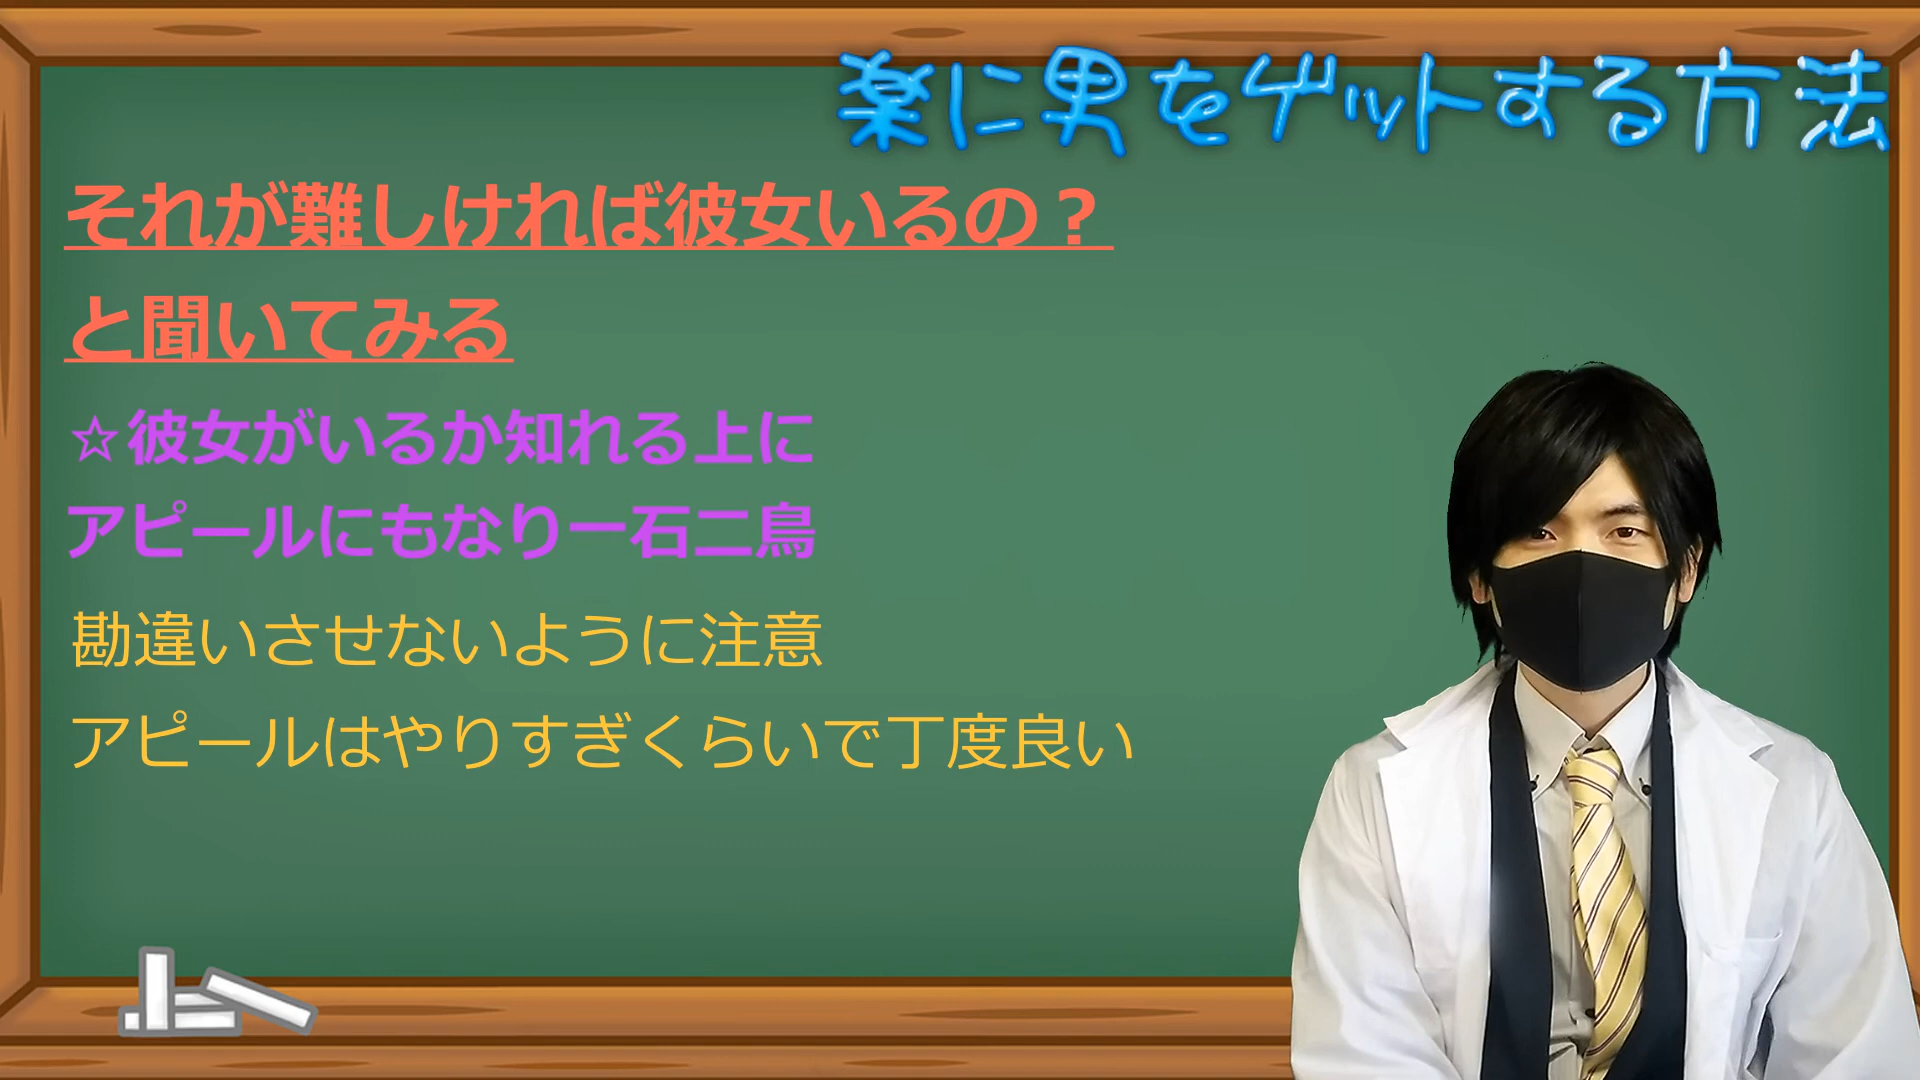 楽に男をゲットする方法
それが難しければ彼女いるの？
と聞いてみる
☆彼女がいるか知れる上に
アピールにもなり一石二鳥
勘違いさせないように注意
アピールはやりすぎくらいで丁度良い